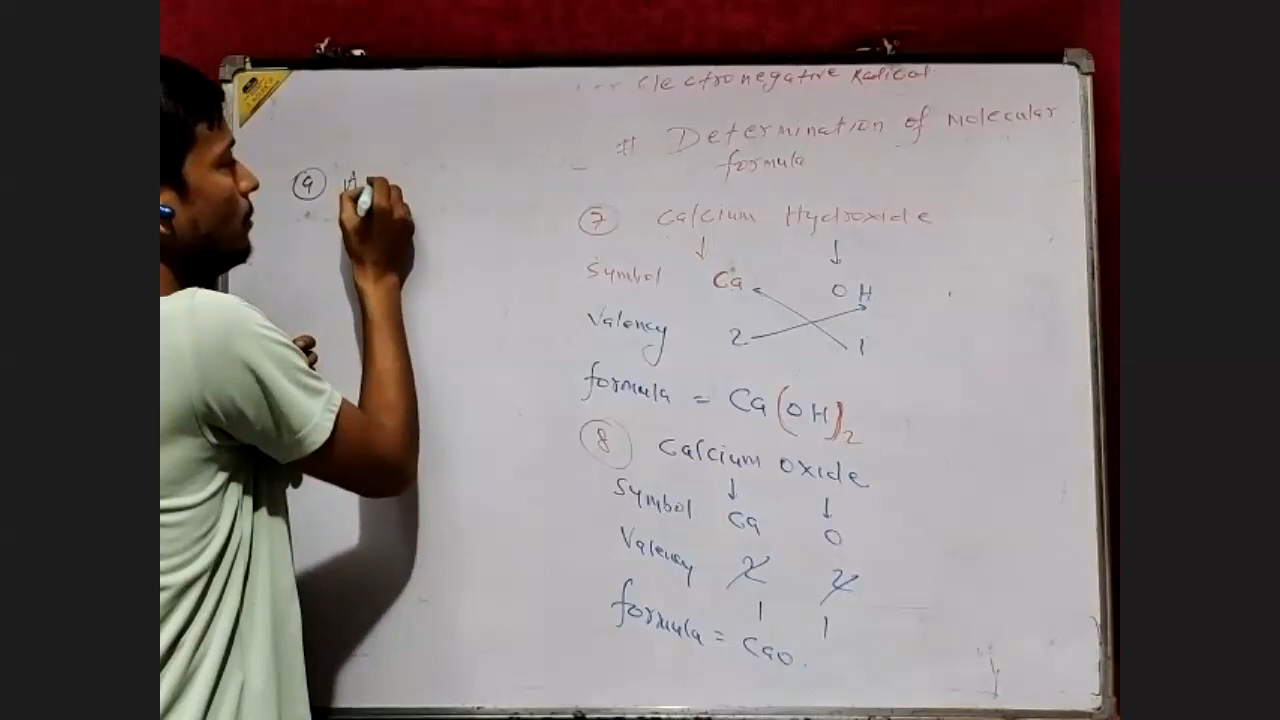 Electronegative Radical
# Determination of Molecular
formula
7 Calcium Hydroxide
↓ ↓
Symbol Ca OH
Valency 2 1
formula = Ca(OH)2
8 Calcium oxide
↓ ↓
Symbol Ca O
Valency 2 2
1 1
formula = CaO.
9